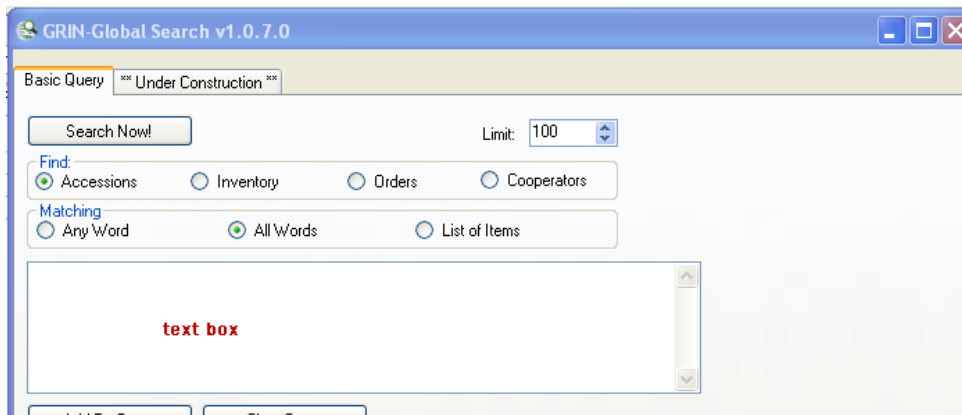 GRIN-Global Search v1.0.7.0
Basic Query ** Under Construction **
Search Now! Limit: 100
Find:
Accessions Inventory Orders Cooperators
Matching
Any Word All Words List of Items
text box